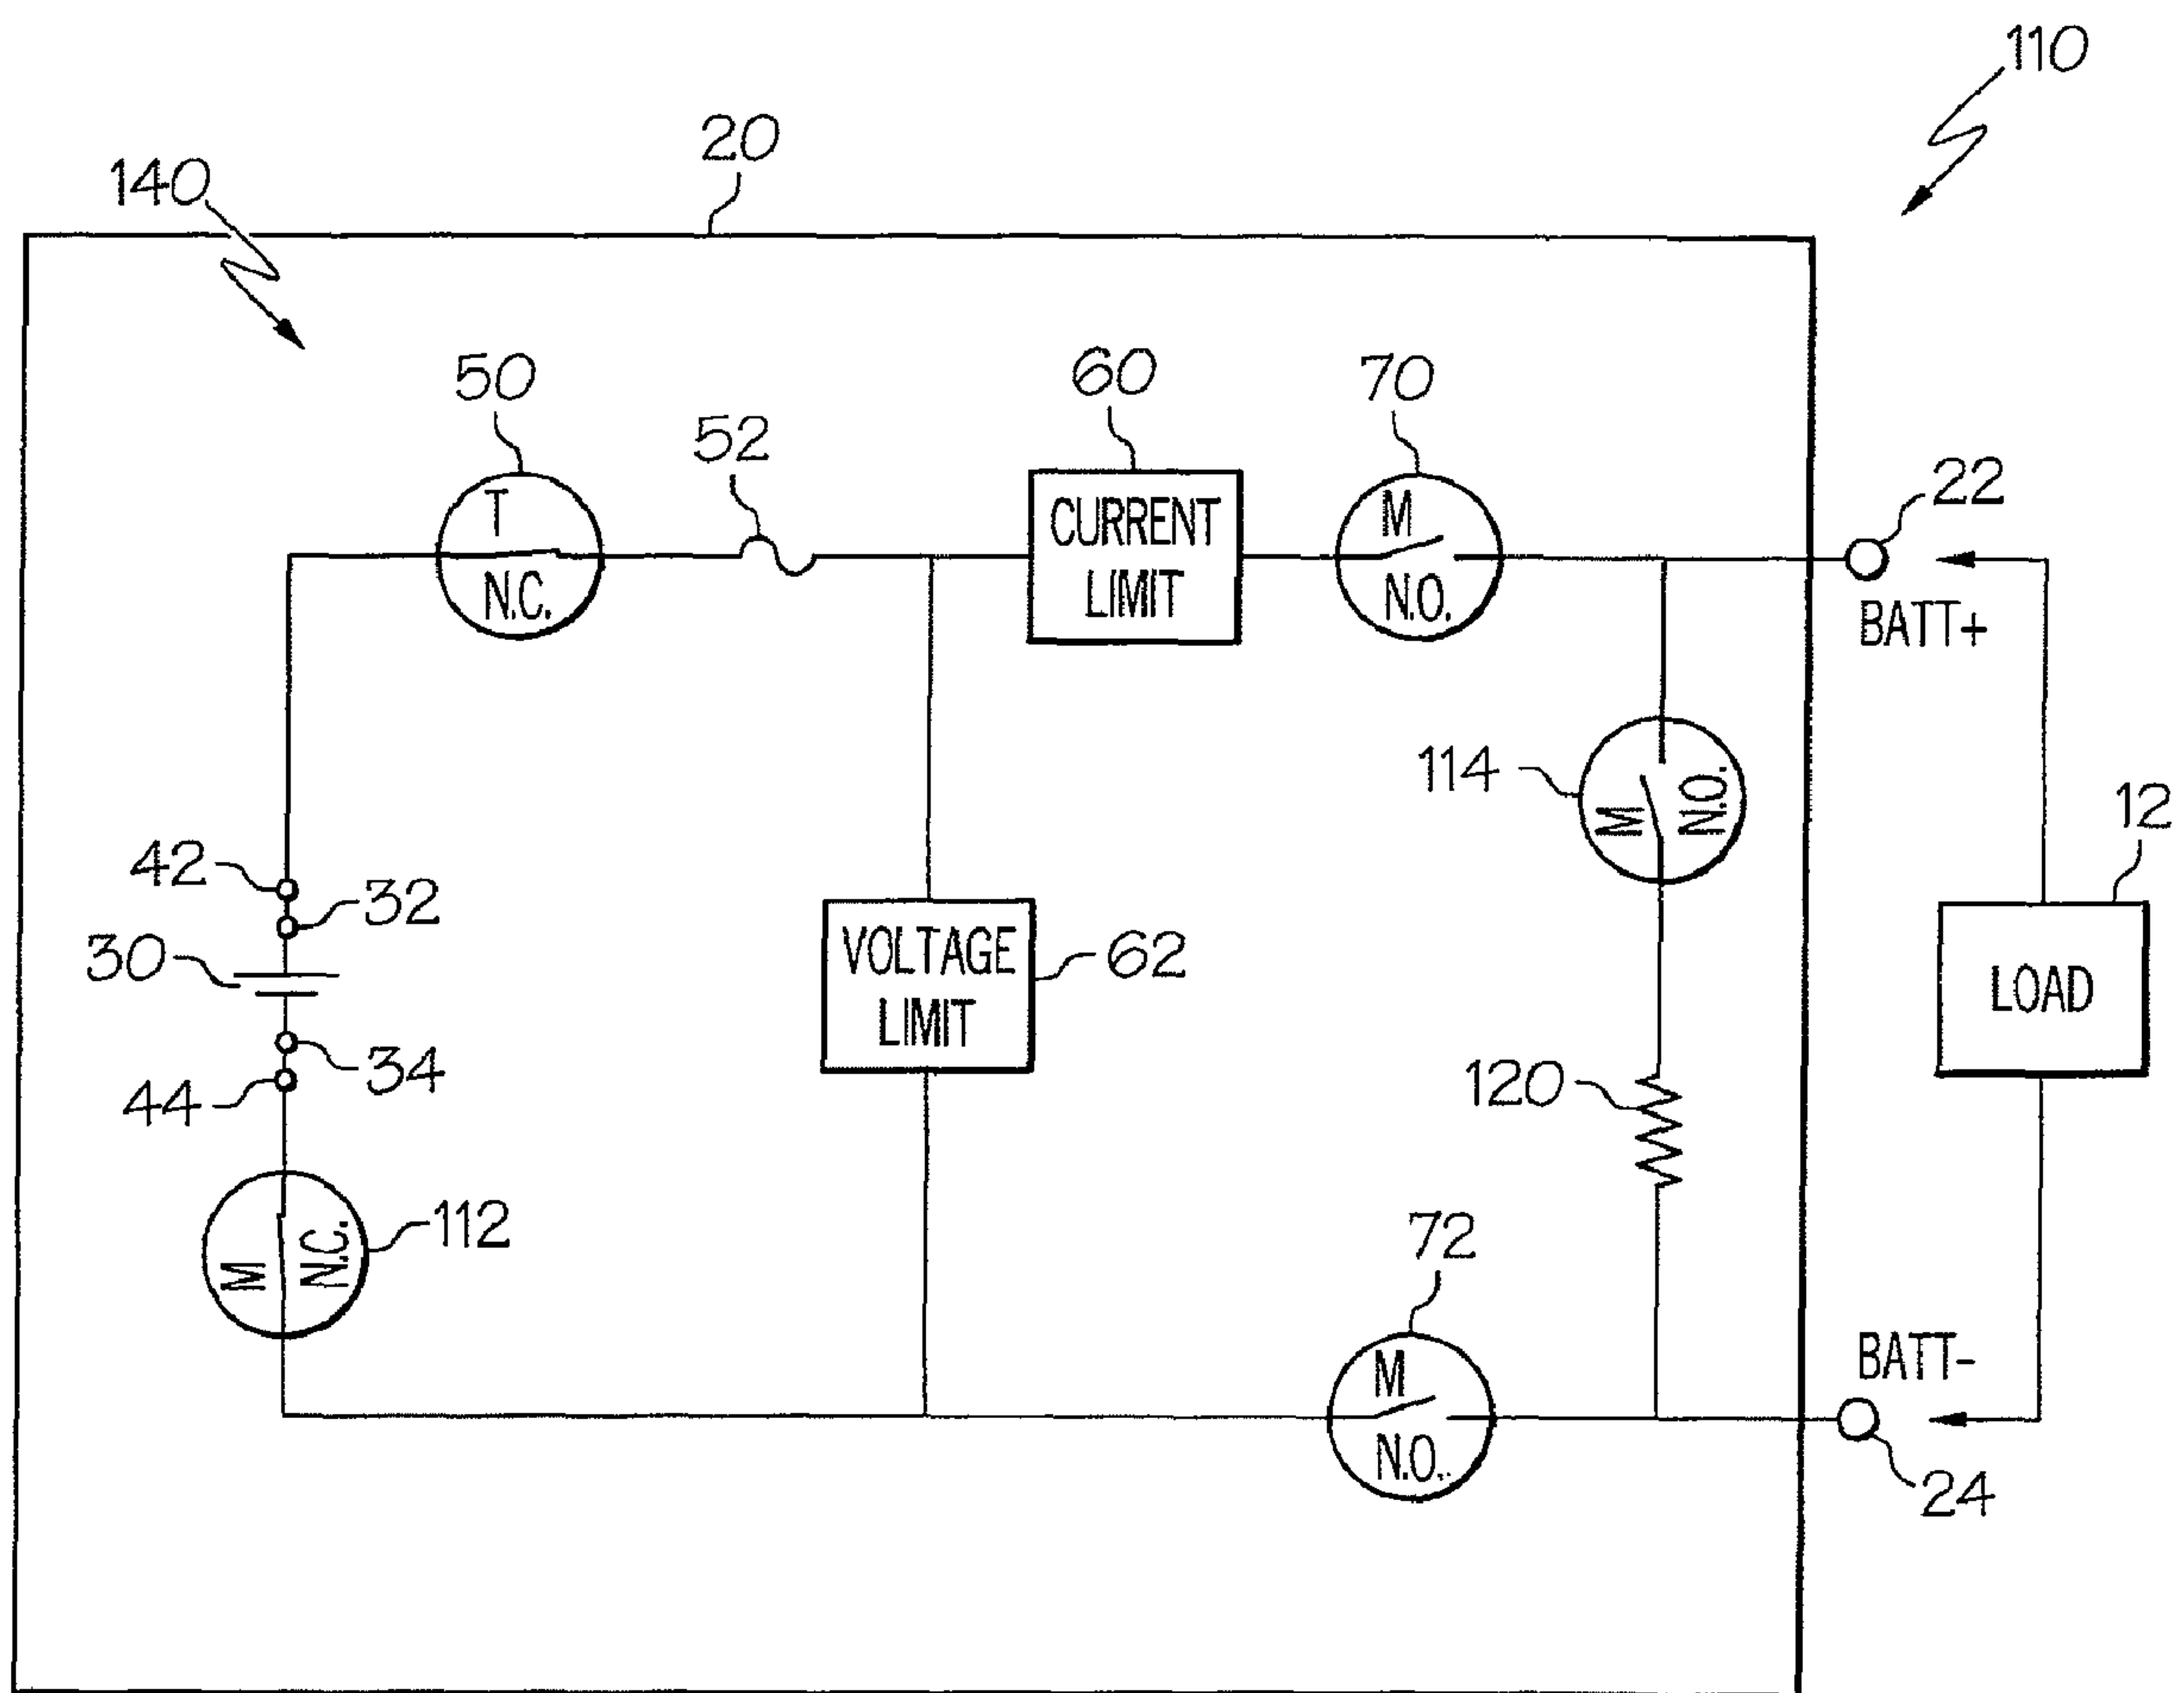 110
20
140
50
52
60
70
22
T
N.C.
CURRENT
LIMIT
M
N.O.
BATT+
114
M
N.O.
12
42
32
30
VOLTAGE
LIMIT
62
LOAD
34
44
120
112
M
N.C.
72
M
N.O.
BATT-
24